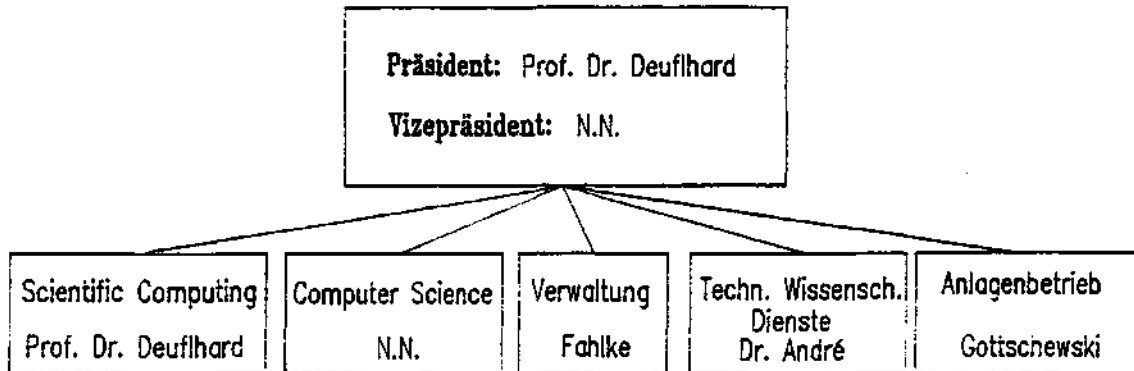 Präsident: Prof. Dr. Deuflhard
Vizepräsident: N.N.
Scientific Computing
Prof. Dr. Deuflhard
Computer Science
N.N.
Verwaltung
Fahlke
Techn. Wissensch.
Dienste
Dr. André
Anlagenbetrieb
Gottschewski